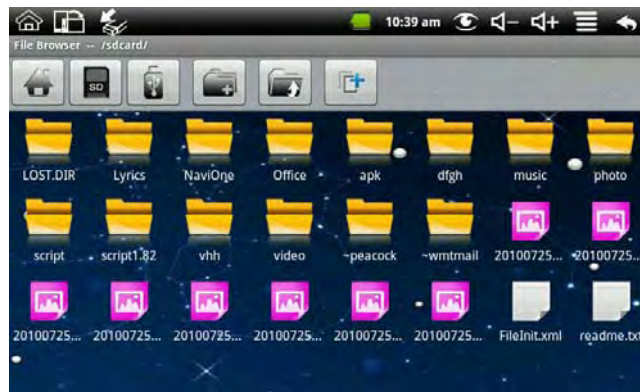 10:39 am
File Browser -- /sdcard/
SD
LOST.DIR Lyrics NaviOne Office apk dfgh music photo
script script1.82 vhh video ~peacock ~wmtmail 20100725... 20100725...
20100725... 20100725... 20100725... 20100725... 20100725... 20100725... FileInit.xml readme.txt